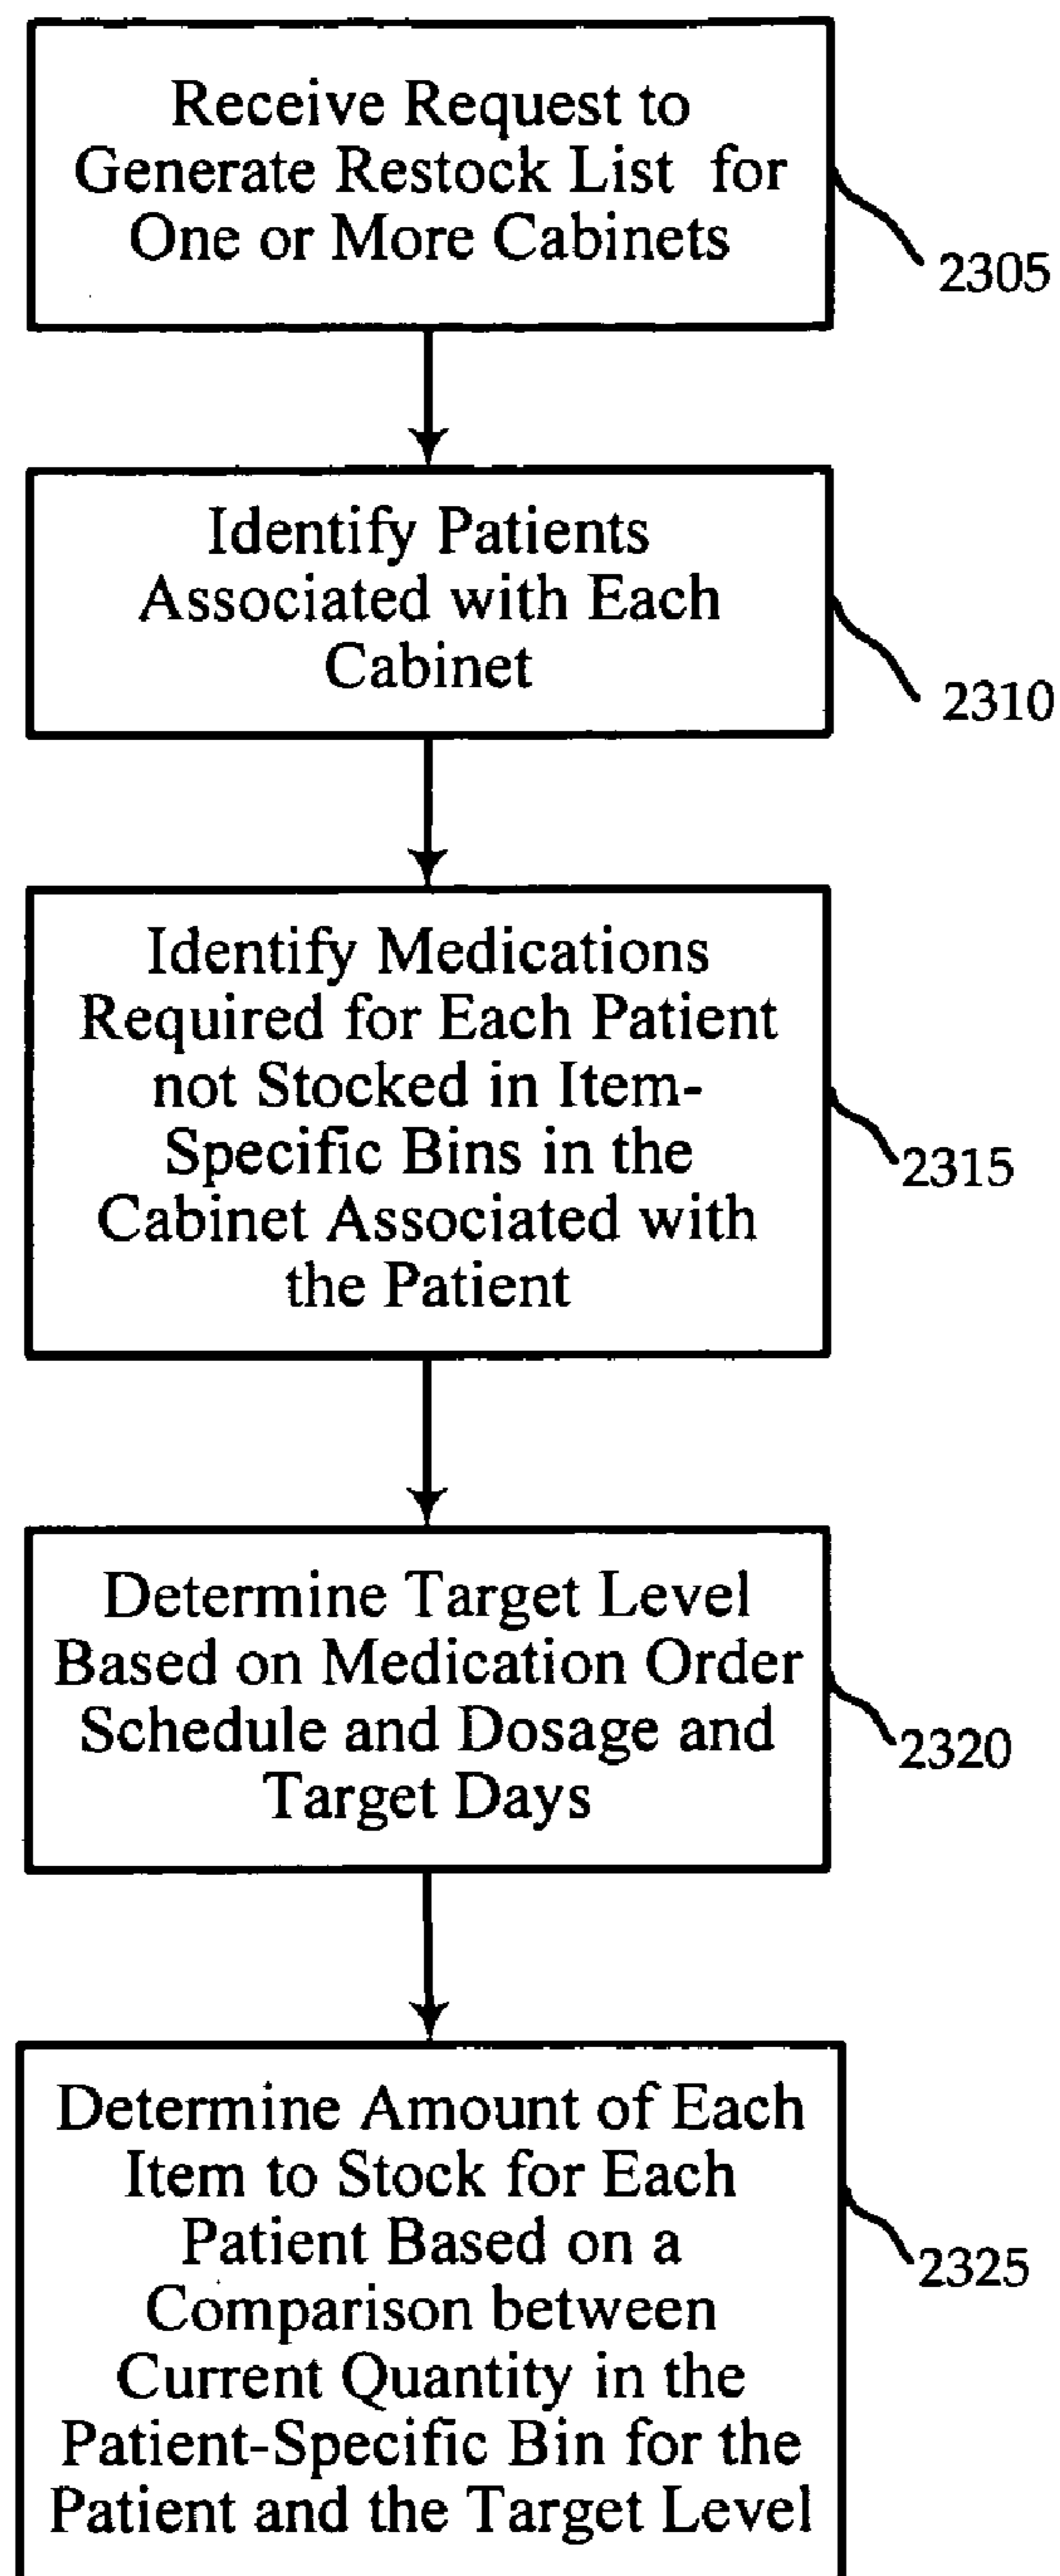 Receive Request to
Generate Restock List for
One or More Cabinets
2305
Identify Patients
Associated with Each
Cabinet
2310
Identify Medications
Required for Each Patient
not Stocked in Item-
Specific Bins in the
Cabinet Associated with
the Patient
2315
Determine Target Level
Based on Medication Order
Schedule and Dosage and
Target Days
2320
Determine Amount of Each
Item to Stock for Each
Patient Based on a
Comparison between
Current Quantity in the
Patient-Specific Bin for the
Patient and the Target Level
2325